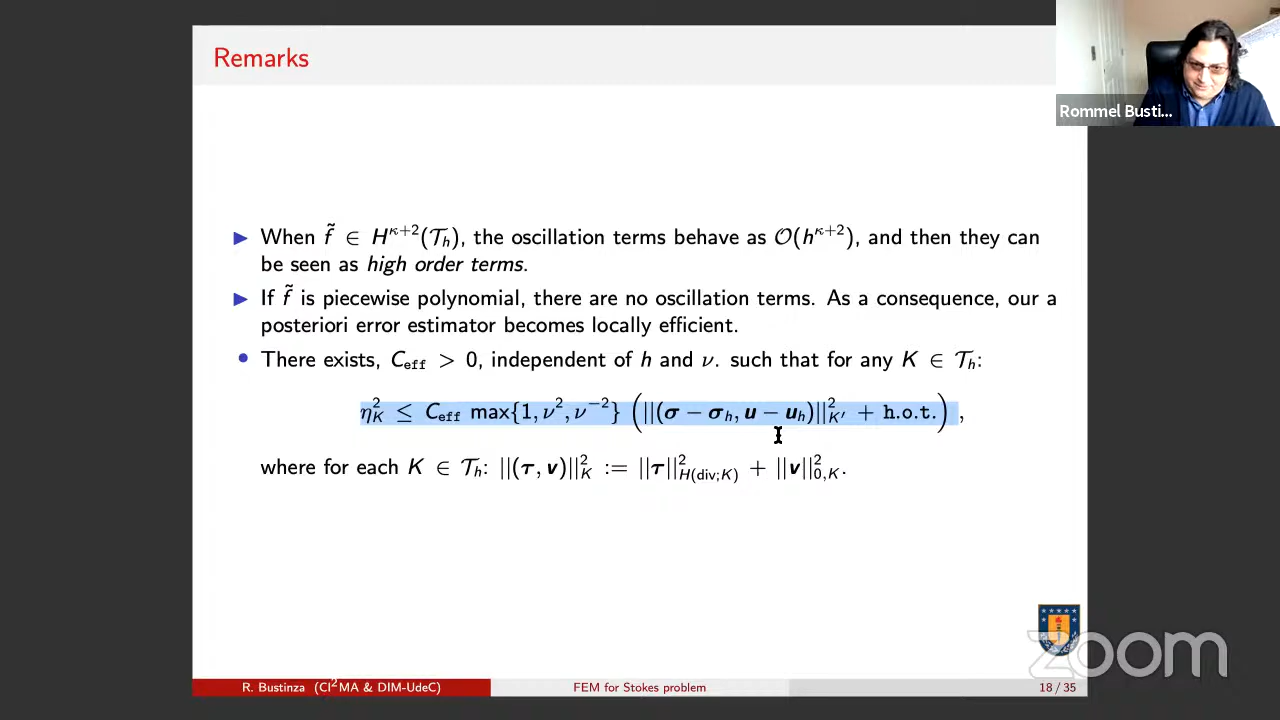 Remarks
Rommel Busti...
▶ When f̃ ∈ H^{κ+2}(𝒯_h), the oscillation terms behave as 𝒪(h^{κ+2}), and then they can
be seen as high order terms.
▶ If f̃ is piecewise polynomial, there are no oscillation terms. As a consequence, our a
posteriori error estimator becomes locally efficient.
• There exists, C_eff > 0, independent of h and ν. such that for any K ∈ 𝒯_h:
η²_K ≤ C_eff max{1, ν², ν⁻²} (||(σ − σ_h, u − u_h)||²_{K′} + h.o.t.),
where for each K ∈ 𝒯_h: ||(τ, v)||²_K := ||τ||²_{H(div;K)} + ||v||²_{0,K}.
zoom
R. Bustinza (CI²MA & DIM-UdeC) FEM for Stokes problem 18 / 35